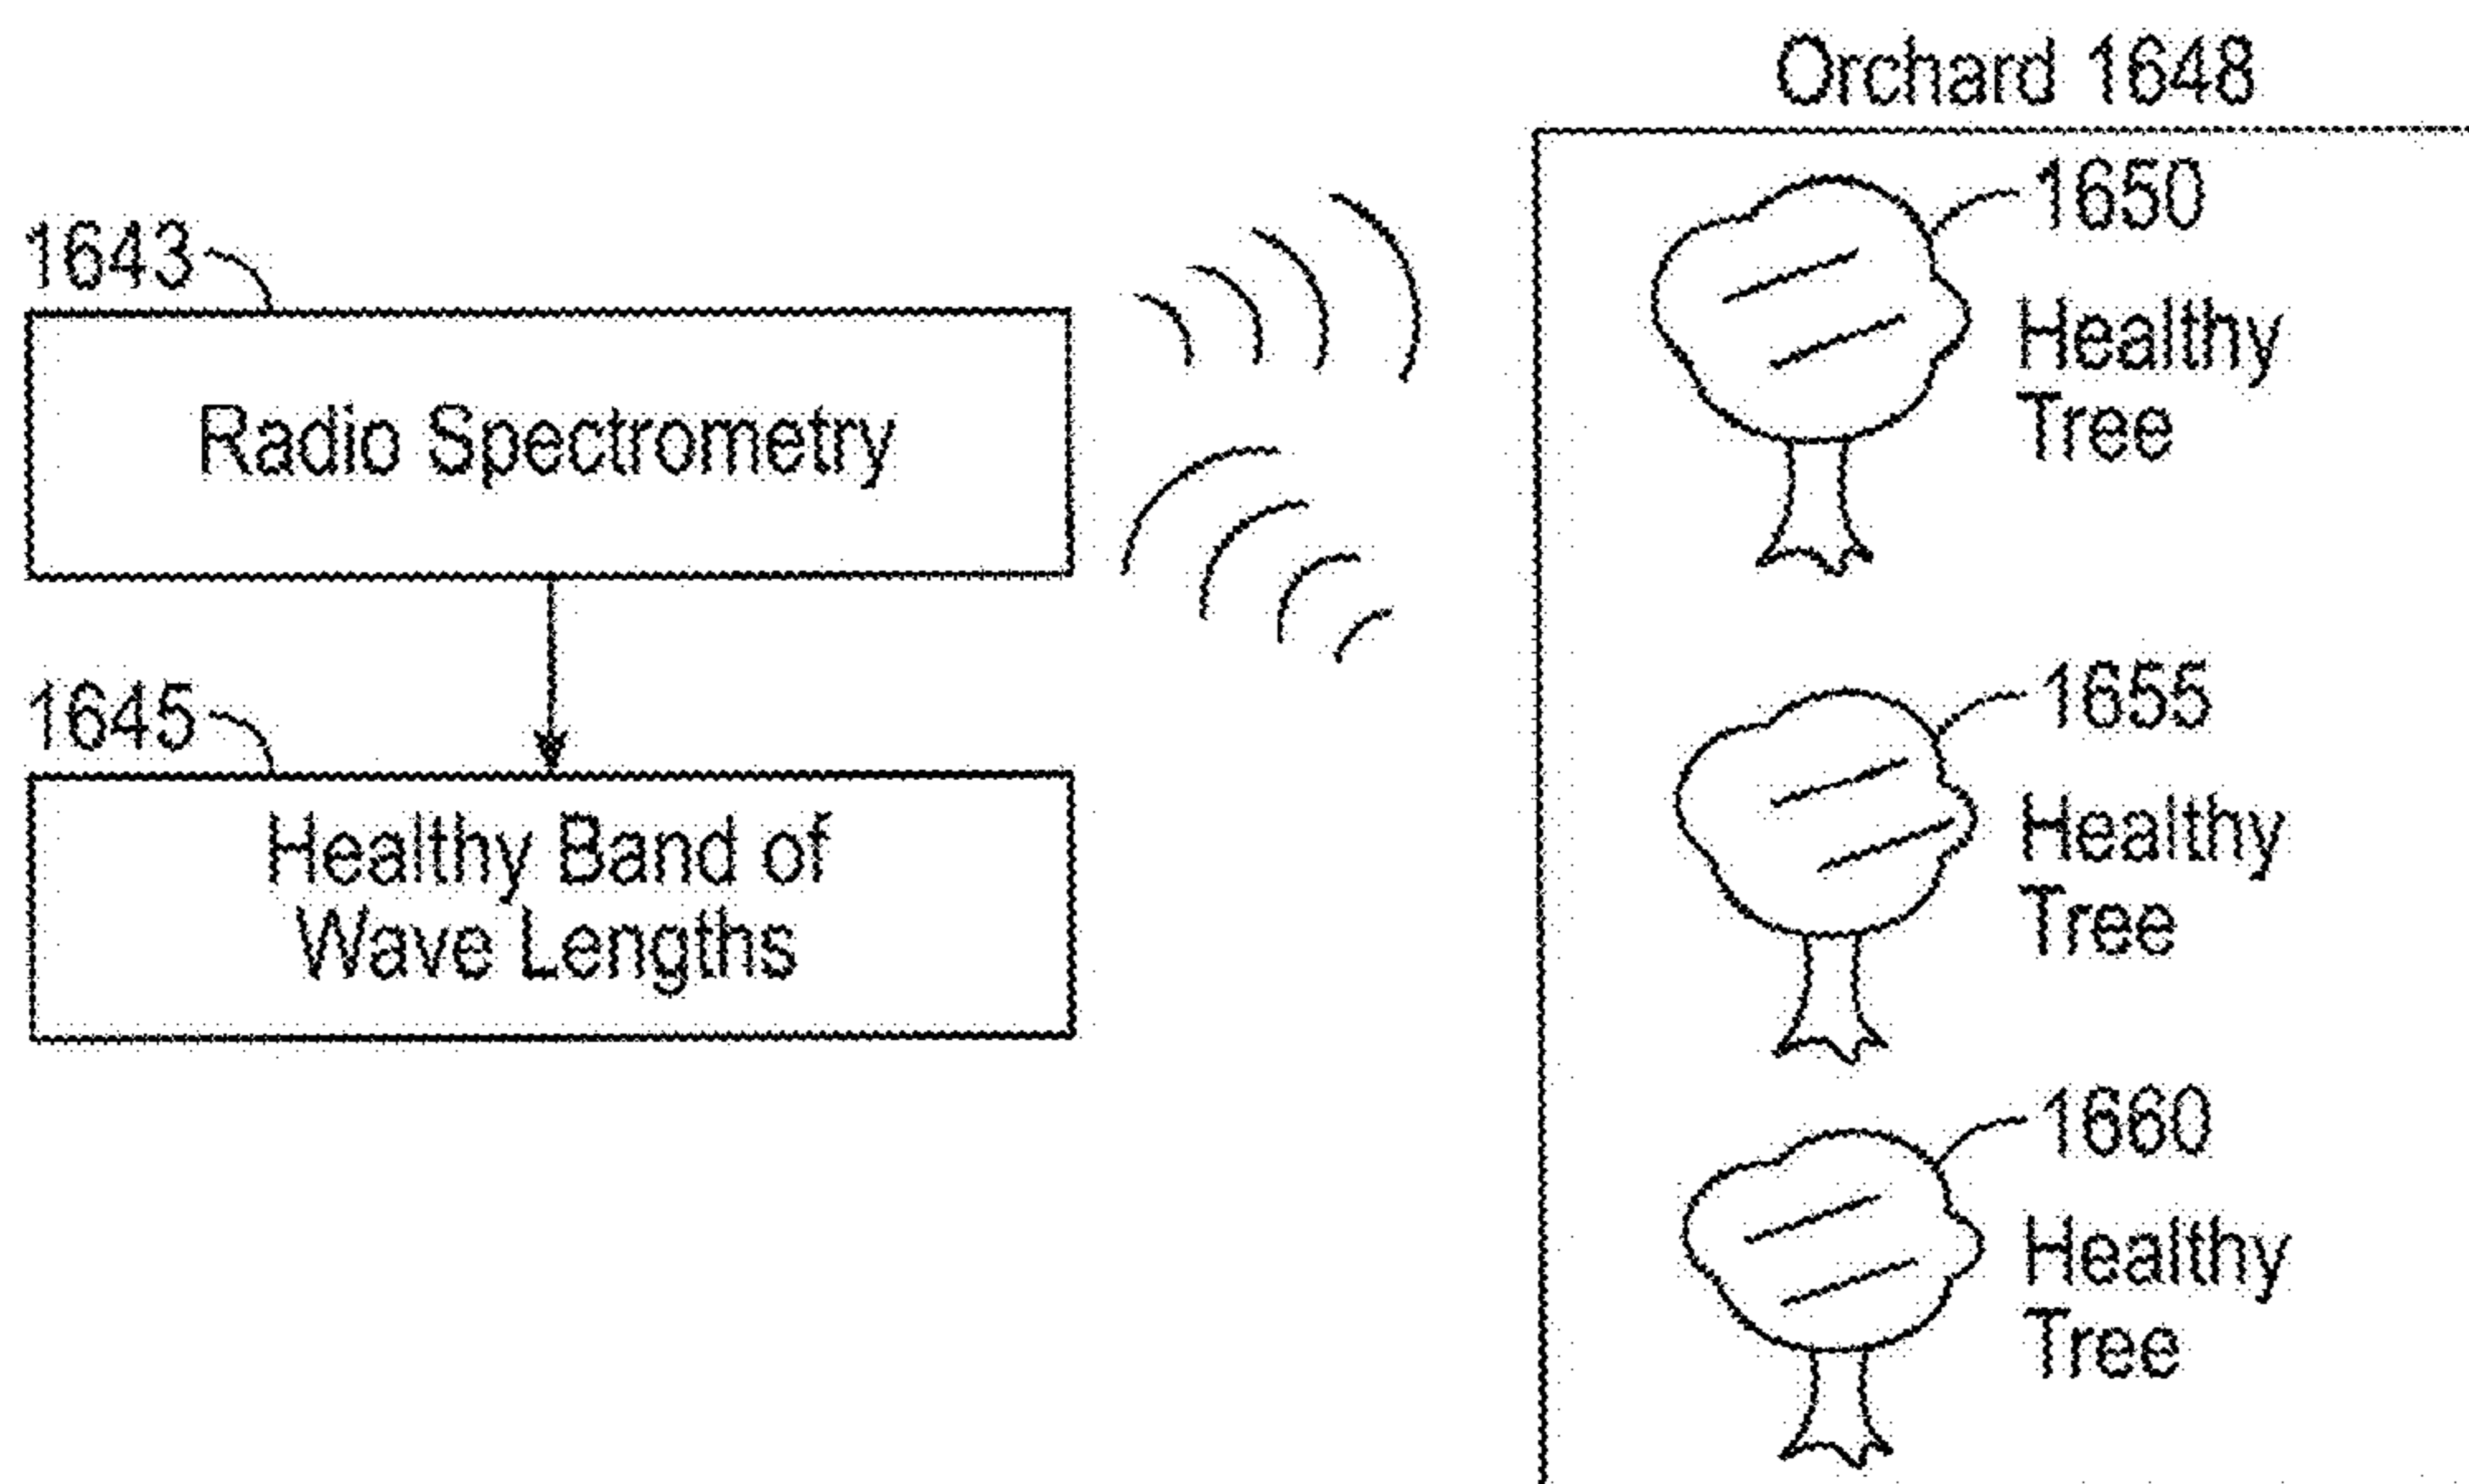 Orchard 1648
1643
Radio Spectrometry
1645
Healthy Band of
Wave Lengths
1650
Healthy
Tree
1655
Healthy
Tree
1660
Healthy
Tree